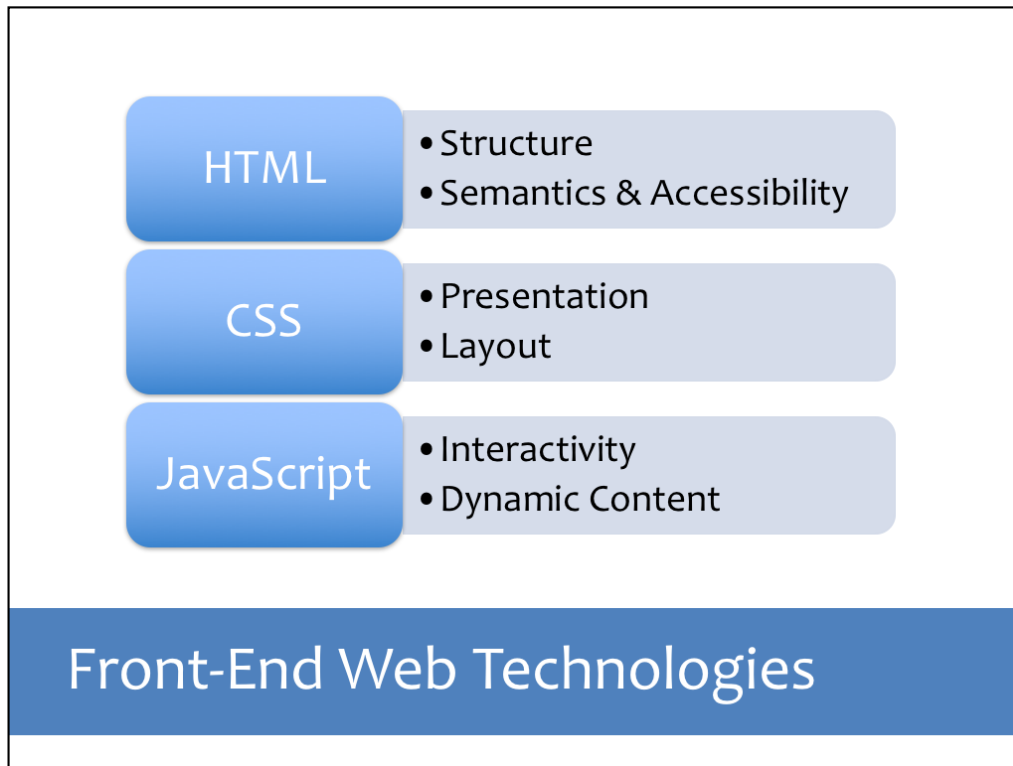 HTML
• Structure
• Semantics & Accessibility
CSS
• Presentation
• Layout
JavaScript
• Interactivity
• Dynamic Content
Front-End Web Technologies